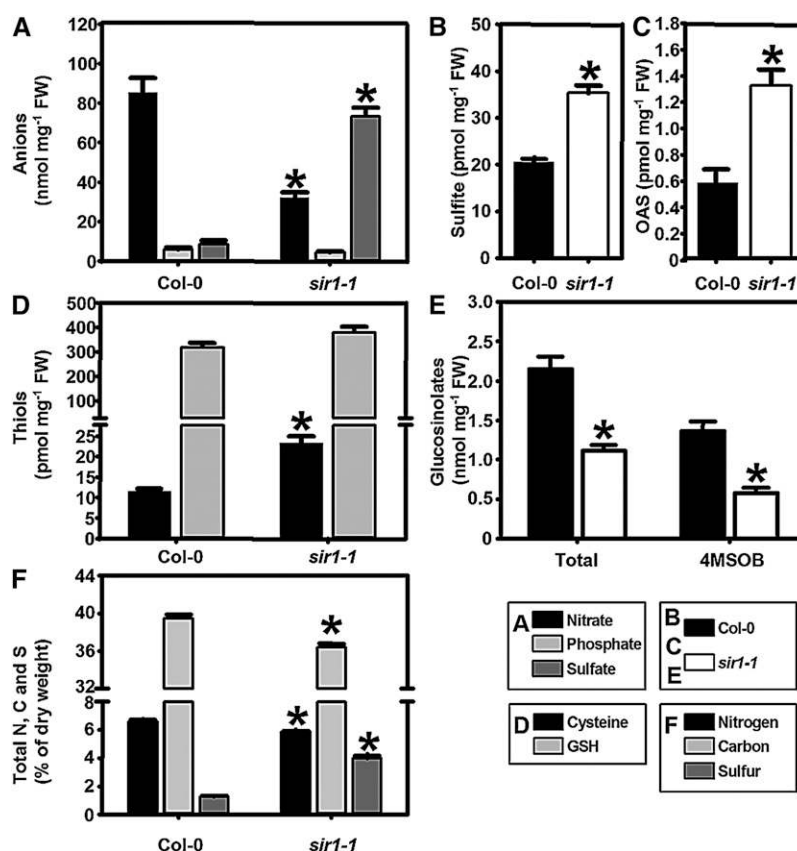 A
Anions
(nmol mg⁻¹ FW)
100
80
60
40
20
0
*
*
Col-0
sir1-1
B
Sulfite (pmol mg⁻¹ FW)
50
40
30
20
10
0
*
Col-0 sir1-1
C
OAS (pmol mg⁻¹ FW)
1.8
1.6
1.4
1.2
1.0
0.8
0.6
0.4
0.2
0
*
Col-0 sir1-1
D
Thiols
(pmol mg⁻¹ FW)
500
400
300
200
100
25
20
15
10
5
0
*
Col-0
sir1-1
E
Glucosinolates
(nmol mg⁻¹ FW)
3.0
2.5
2.0
1.5
1.0
0.5
0
*
*
Total
4MSOB
F
Total N, C and S
(% of dry weight)
44
40
36
32
8
6
4
2
0
*
*
*
Col-0
sir1-1
A
Nitrate
Phosphate
Sulfate
B
C
E
Col-0
sir1-1
D
Cysteine
GSH
F
Nitrogen
Carbon
Sulfur